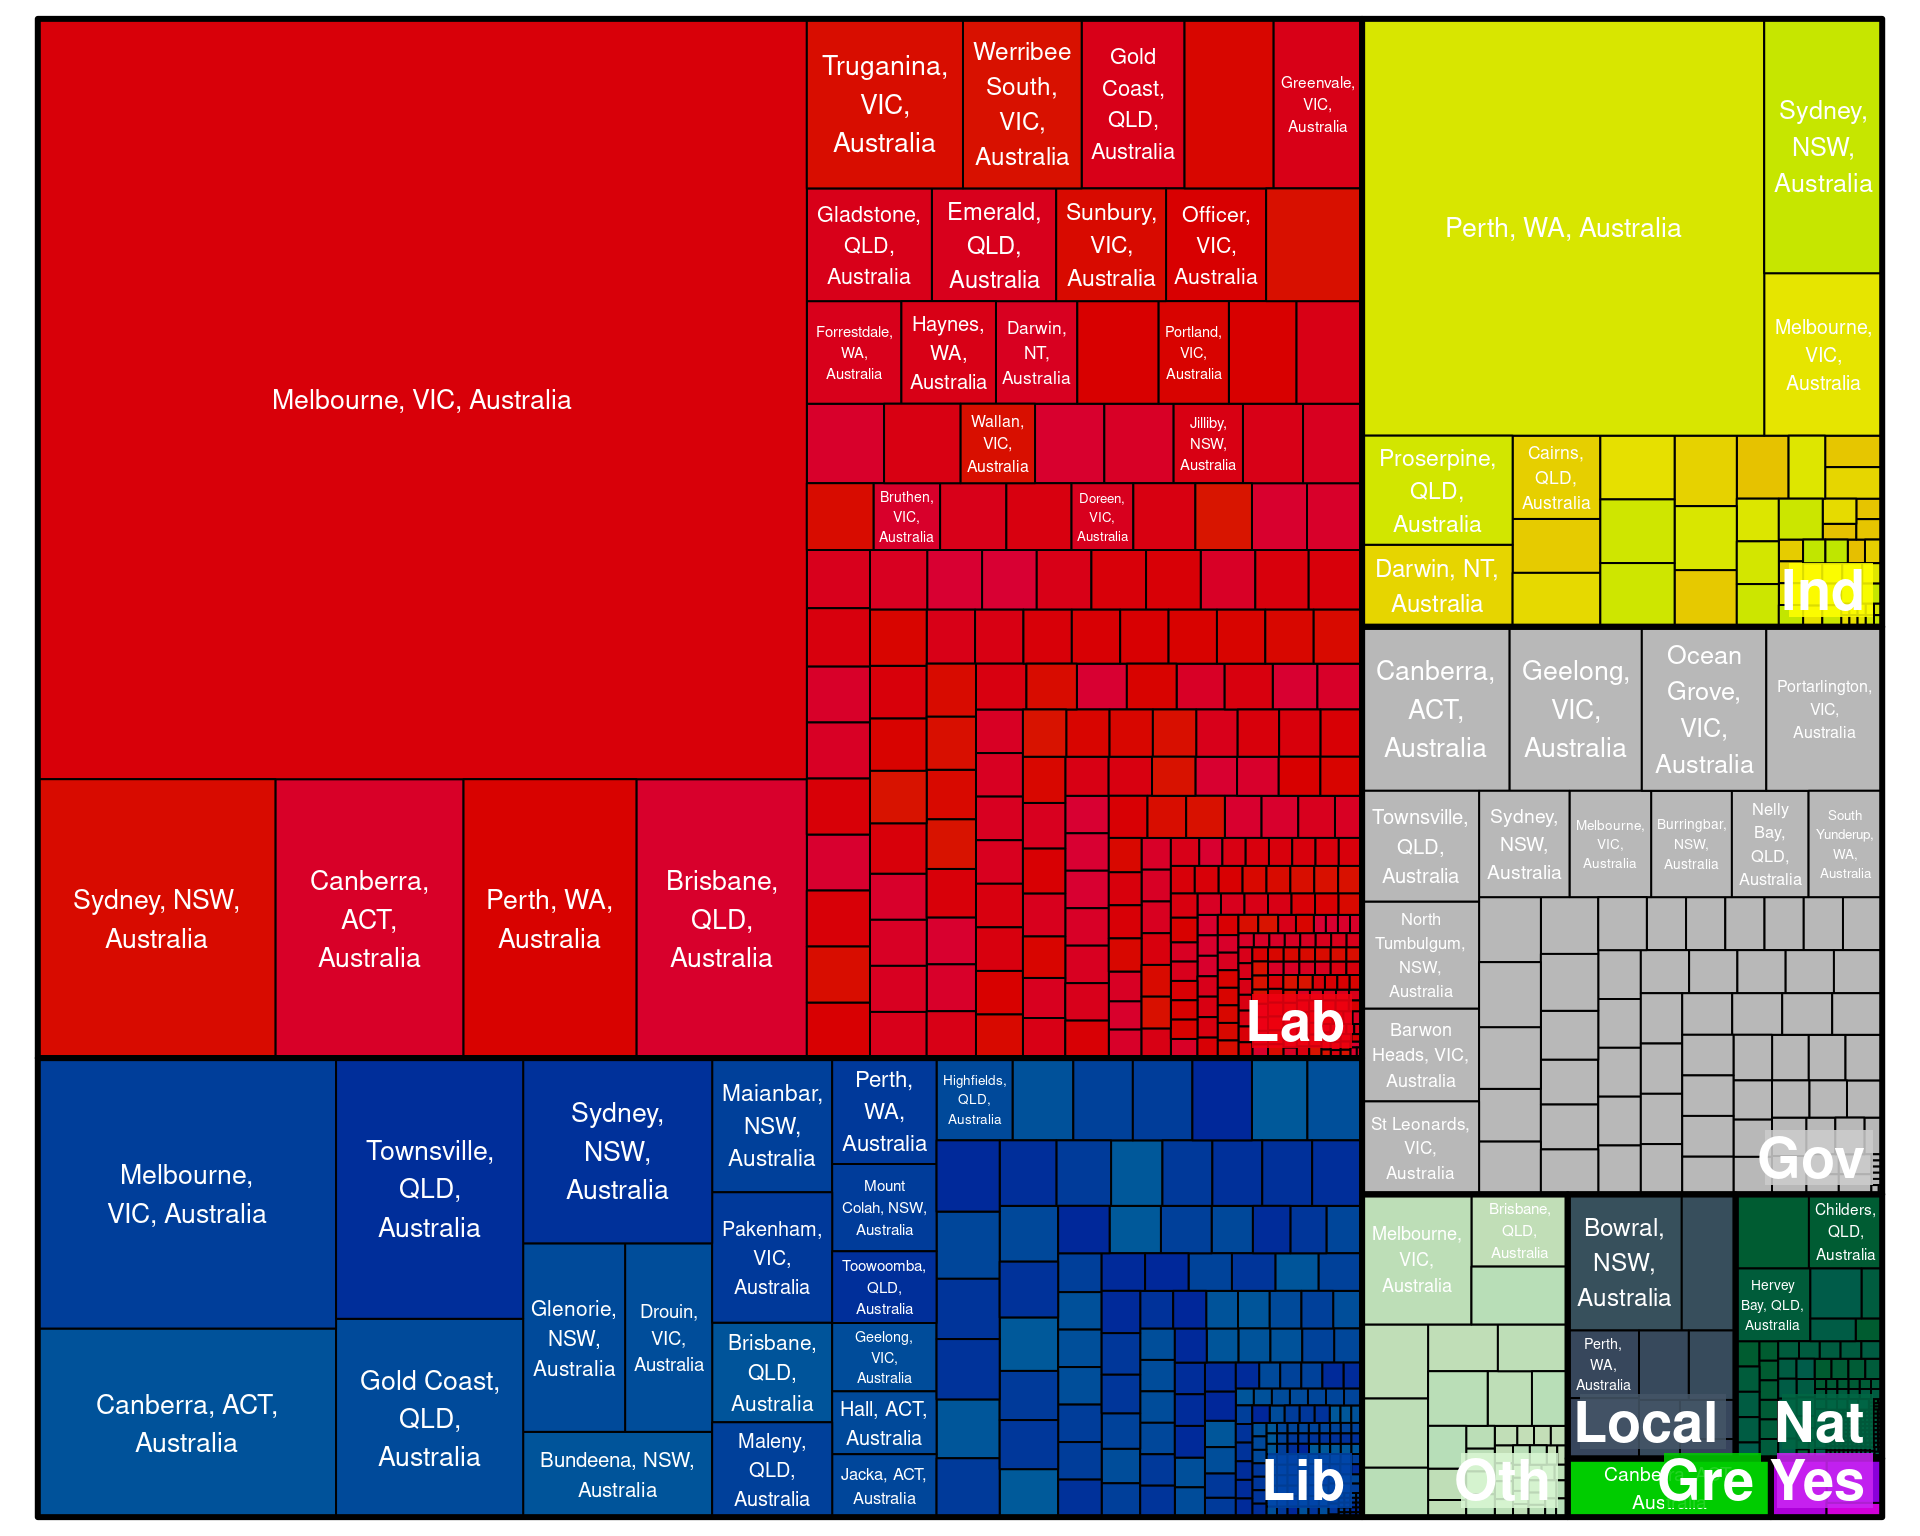 Melbourne, VIC, Australia
Sydney, NSW,
Australia
Canberra,
ACT,
Australia
Perth, WA,
Australia
Brisbane,
QLD,
Australia
Truganina,
VIC,
Australia
Werribee
South,
VIC,
Australia
Gold
Coast,
QLD,
Australia
Greenvale,
VIC,
Australia
Gladstone,
QLD,
Australia
Emerald,
QLD,
Australia
Sunbury,
VIC,
Australia
Officer,
VIC,
Australia
Forrestdale,
WA,
Australia
Haynes,
WA,
Australia
Darwin,
NT,
Australia
Portland,
VIC,
Australia
Wallan,
VIC,
Australia
Jilliby,
NSW,
Australia
Bruthen,
VIC,
Australia
Doreen,
VIC,
Australia
Lab
Perth, WA, Australia
Sydney,
NSW,
Australia
Melbourne,
VIC,
Australia
Proserpine,
QLD,
Australia
Cairns,
QLD,
Australia
Darwin, NT,
Australia
Ind
Canberra,
ACT,
Australia
Geelong,
VIC,
Australia
Ocean
Grove,
VIC,
Australia
Portarlington,
VIC,
Australia
Townsville,
QLD,
Australia
Sydney,
NSW,
Australia
Melbourne,
VIC,
Australia
Burringbar,
NSW,
Australia
Nelly
Bay,
QLD,
Australia
South
Yunderup,
WA,
Australia
North
Tumbulgum,
NSW,
Australia
Barwon
Heads, VIC,
Australia
St Leonards,
VIC,
Australia
Gov
Melbourne,
VIC, Australia
Canberra, ACT,
Australia
Townsville,
QLD,
Australia
Gold Coast,
QLD,
Australia
Sydney,
NSW,
Australia
Glenorie,
NSW,
Australia
Drouin,
VIC,
Australia
Bundeena, NSW,
Australia
Maianbar,
NSW,
Australia
Pakenham,
VIC,
Australia
Brisbane,
QLD,
Australia
Maleny,
QLD,
Australia
Perth,
WA,
Australia
Mount
Colah, NSW,
Australia
Toowoomba,
QLD,
Australia
Geelong,
VIC,
Australia
Hall, ACT,
Australia
Jacka, ACT,
Australia
Highfields,
QLD,
Australia
Lib
Melbourne,
VIC,
Australia
Brisbane,
QLD,
Australia
Oth
Bowral,
NSW,
Australia
Perth,
WA,
Australia
Local
Childers,
QLD,
Australia
Hervey
Bay, QLD,
Australia
Nat
Australia
Gre
Yes